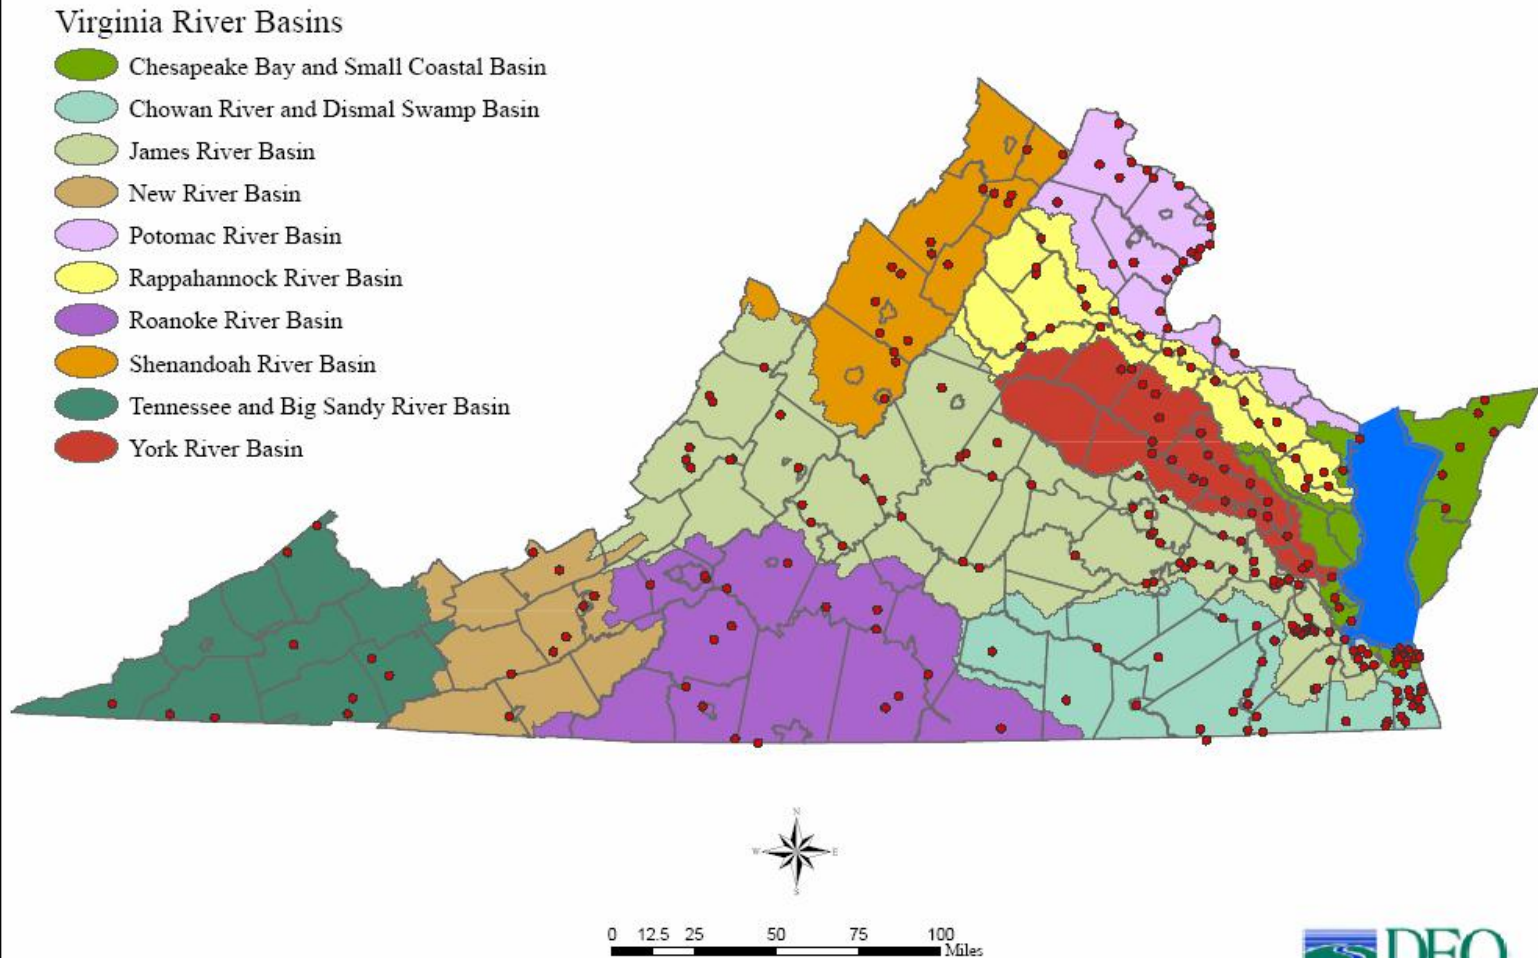 Virginia River Basins
Chesapeake Bay and Small Coastal Basin
Chowan River and Dismal Swamp Basin
James River Basin
New River Basin
Potomac River Basin
Rappahannock River Basin
Roanoke River Basin
Shenandoah River Basin
Tennessee and Big Sandy River Basin
York River Basin
N
W E
S
0 12.5 25 50 75 100
Miles
DEQ